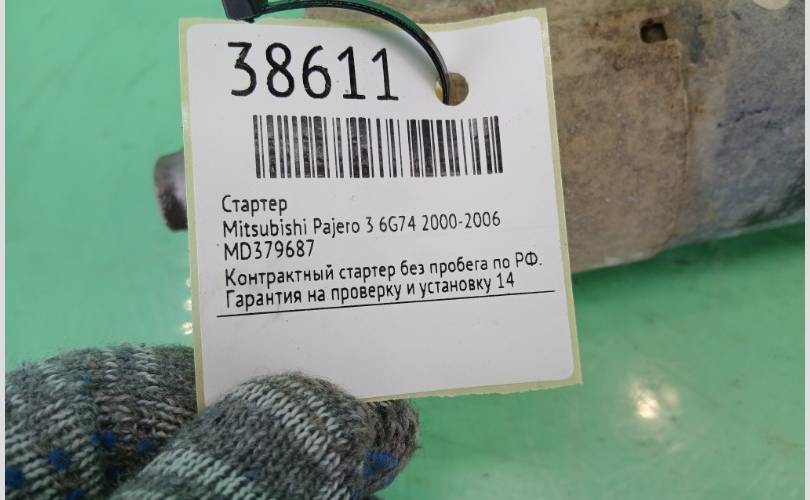 38611
Стартер
Mitsubishi Pajero 3 6G74 2000-2006
MD379687
Контрактный стартер без пробега по РФ.
Гарантия на проверку и установку 14